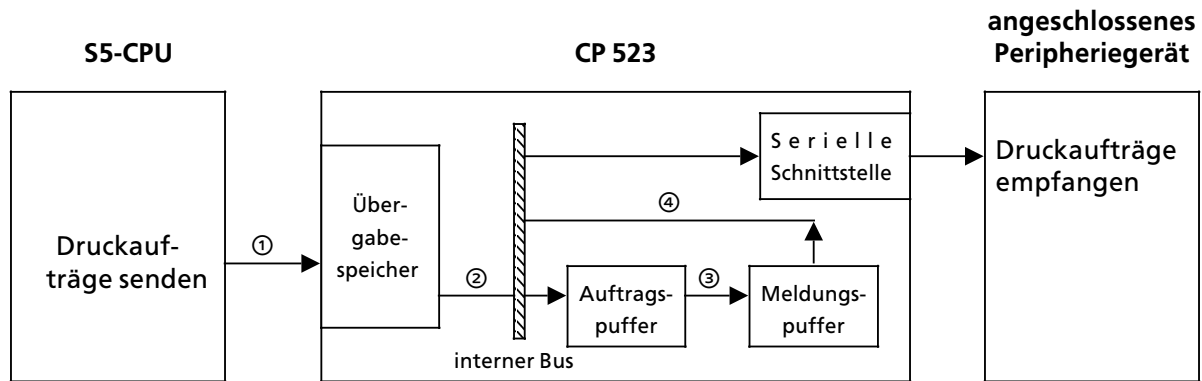 S5-CPU
CP 523
angeschlossenes
Peripheriegerät
Druckauf-
träge senden
①
Über-
gabe-
speicher
②
interner Bus
Serielle
Schnittstelle
④
Auftrags-
puffer
③
Meldungs-
puffer
Druckaufträge
empfangen